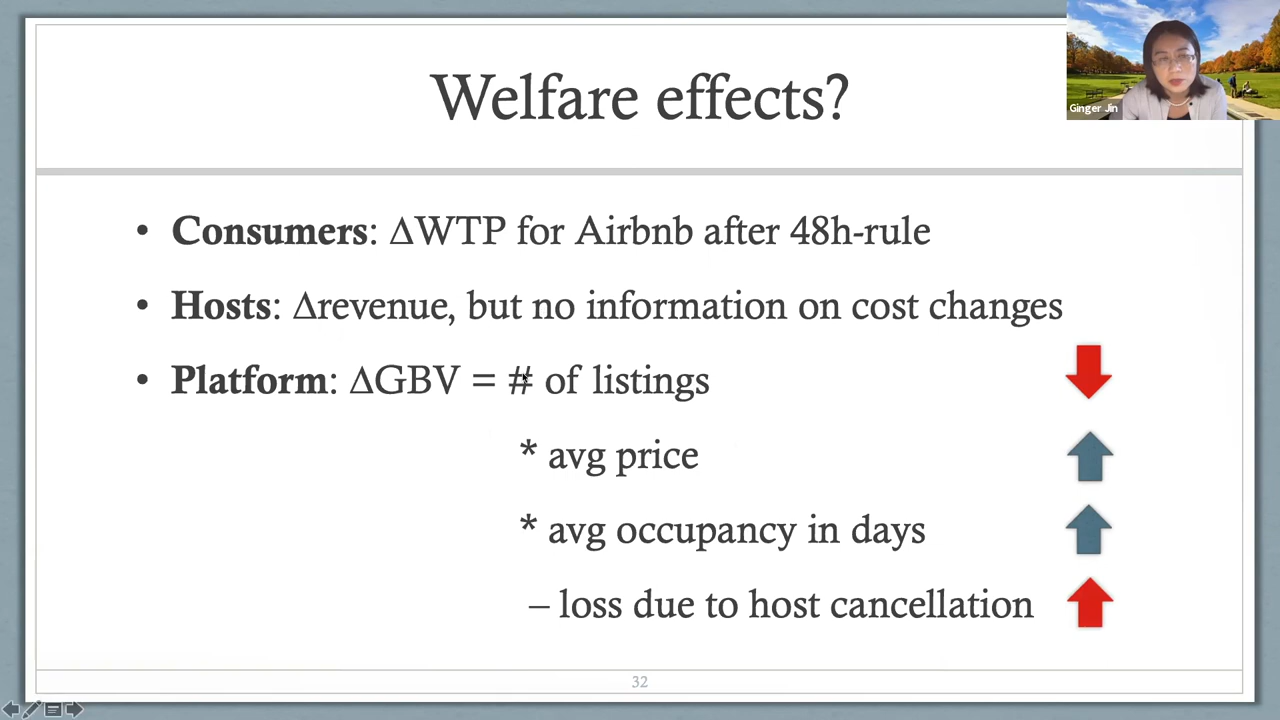 Welfare effects?
Ginger Jin
• Consumers: ΔWTP for Airbnb after 48h-rule
• Hosts: Δrevenue, but no information on cost changes
• Platform: ΔGBV = # of listings
* avg price
* avg occupancy in days
– loss due to host cancellation
32